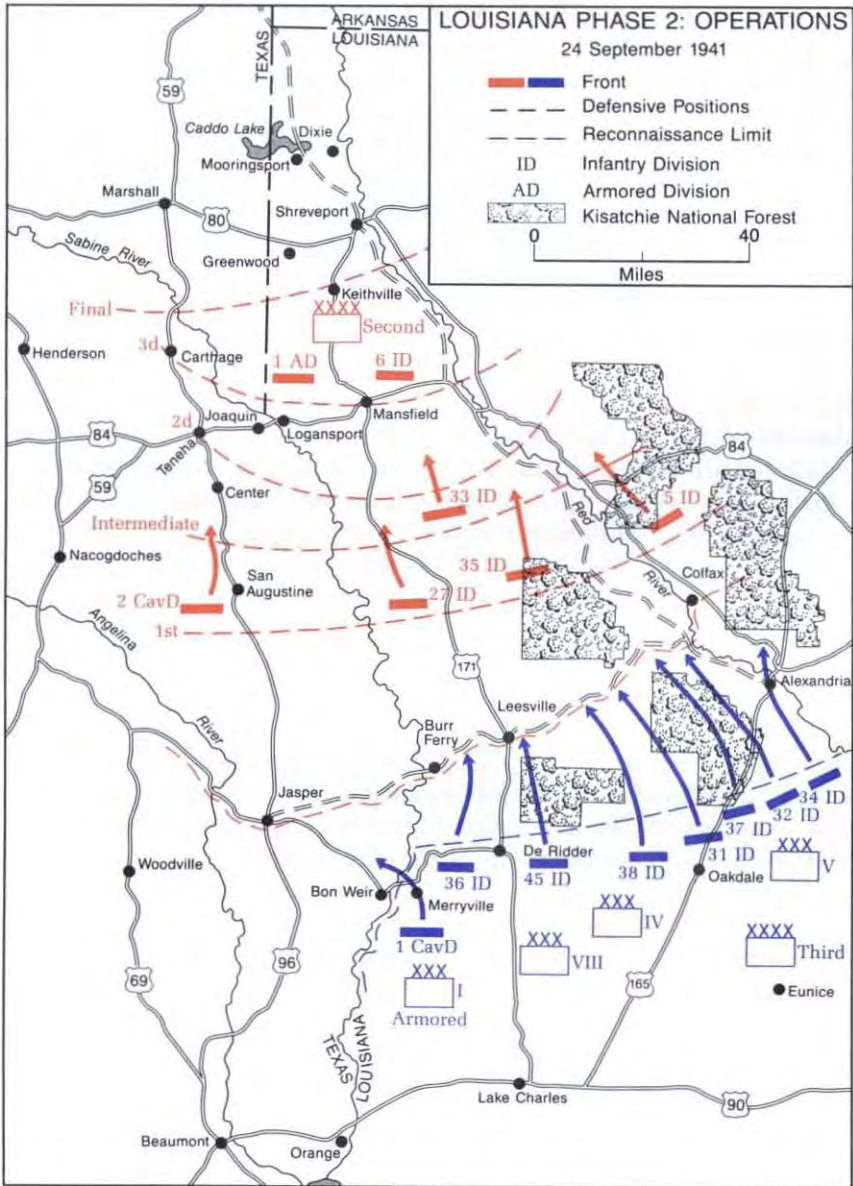 LOUISIANA PHASE 2: OPERATIONS
24 September 1941
Front
Defensive Positions
Reconnaissance Limit
ID Infantry Division
AD Armored Division
Kisatchie National Forest
0 40
Miles
ARKANSAS
LOUISIANA
TEXAS
59
Caddo Lake
Dixie
Mooringsport
Marshall
80
Shreveport
Sabine River
Greenwood
Keithville
Final
XXXX
Second
3d
Henderson
Carthage
1 AD
6 ID
Mansfield
2d
Joaquin
Logansport
84
Teneha
84
59
Center
33 ID
5 ID
Red
River
Intermediate
Nacogdoches
35 ID
Colfax
San
Augustine
27 ID
2 CavD
1st
Angelina
River
171
Alexandria
Leesville
Burr
Ferry
Jasper
34 ID
32 ID
37 ID
31 ID
De Ridder
36 ID
45 ID
38 ID
Oakdale
XXX
V
Woodville
Bon Weir
Merryville
1 CavD
XXX
IV
XXX
VIII
XXXX
Third
XXX
I
Armored
69
96
165
Eunice
TEXAS
LOUISIANA
Lake Charles
90
Beaumont
Orange